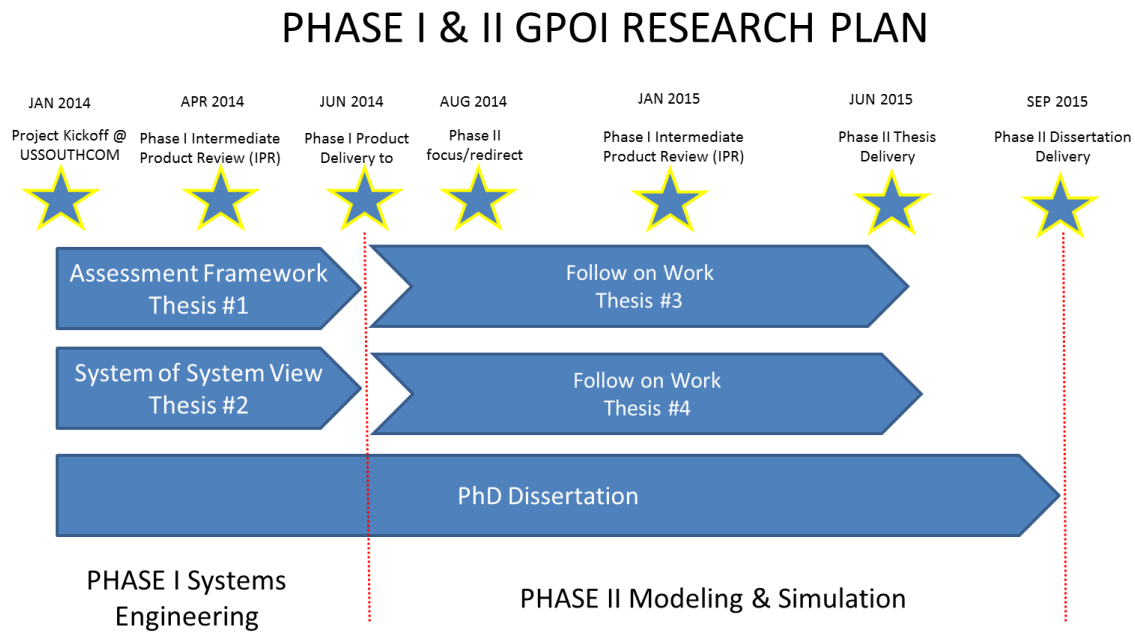 PHASE I & II GPOI RESEARCH PLAN
JAN 2014
Project Kickoff @
USSOUTHCOM
APR 2014
Phase I Intermediate
Product Review (IPR)
JUN 2014
Phase I Product
Delivery to
AUG 2014
Phase II
focus/redirect
JAN 2015
Phase I Intermediate
Product Review (IPR)
JUN 2015
Phase II Thesis
Delivery
SEP 2015
Phase II Dissertation
Delivery
Assessment Framework
Thesis #1
Follow on Work
Thesis #3
System of System View
Thesis #2
Follow on Work
Thesis #4
PhD Dissertation
PHASE I Systems
Engineering
PHASE II Modeling & Simulation